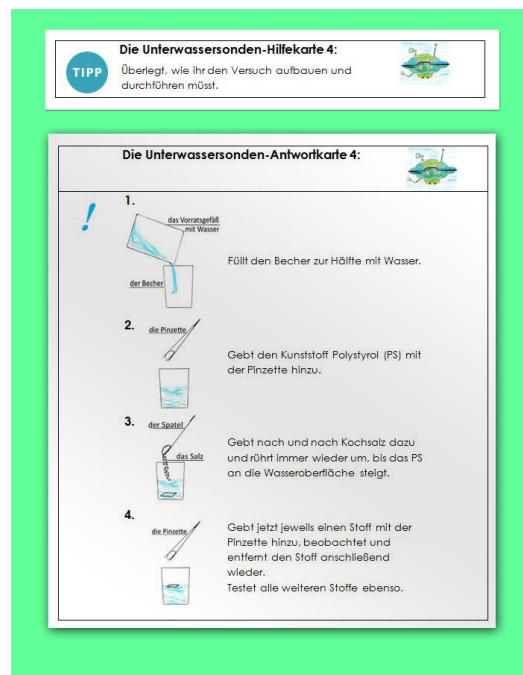 Die Unterwassersonden-Hilfekarte 4:
TIPP
Überlegt, wie ihr den Versuch aufbauen und
durchführen müsst.
Die Unterwassersonden-Antwortkarte 4:
!
1.
das Vorratsgefäß
mit Wasser
der Becher
Füllt den Becher zur Hälfte mit Wasser.
2.
die Pinzette
Gebt den Kunststoff Polystyrol (PS) mit
der Pinzette hinzu.
3.
der Spatel
das Salz
Gebt nach und nach Kochsalz dazu
und rührt immer wieder um, bis das PS
an die Wasseroberfläche steigt.
4.
die Pinzette
Gebt jetzt jeweils einen Stoff mit der
Pinzette hinzu, beobachtet und
entfernt den Stoff anschließend
wieder.
Testet alle weiteren Stoffe ebenso.